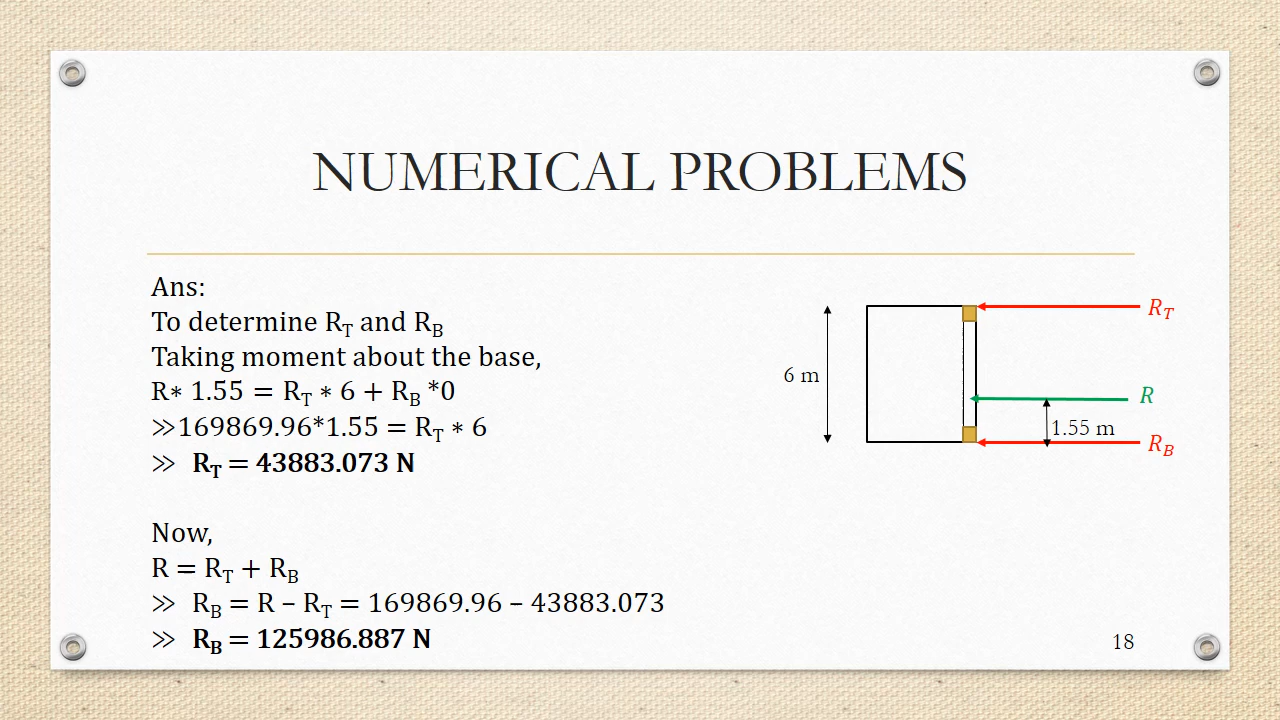 NUMERICAL PROBLEMS
Ans:
To determine R_T and R_B
Taking moment about the base,
R∗ 1.55 = R_T ∗ 6 + R_B *0
≫169869.96*1.55 = R_T ∗ 6
≫ R_T = 43883.073 N
Now,
R = R_T + R_B
≫ R_B = R – R_T = 169869.96 – 43883.073
≫ R_B = 125986.887 N
R_T
6 m
R
1.55 m
R_B
18